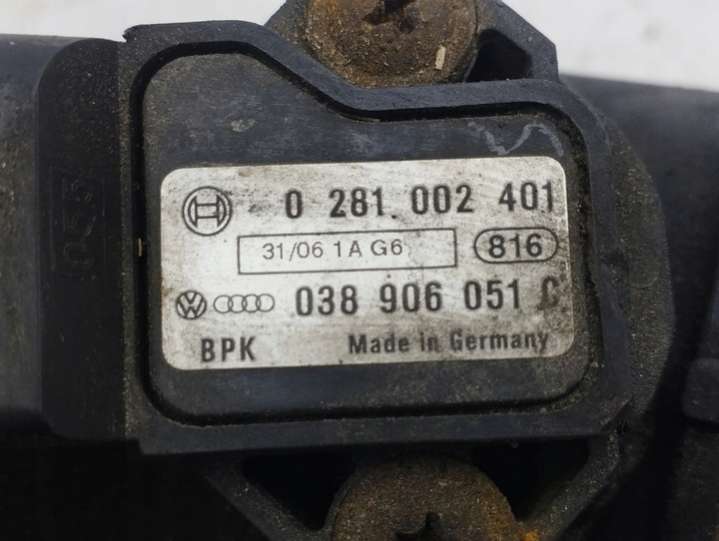 0 281 002 401
31/06 1A G6
816
038 906 051 C
BPK Made in Germany